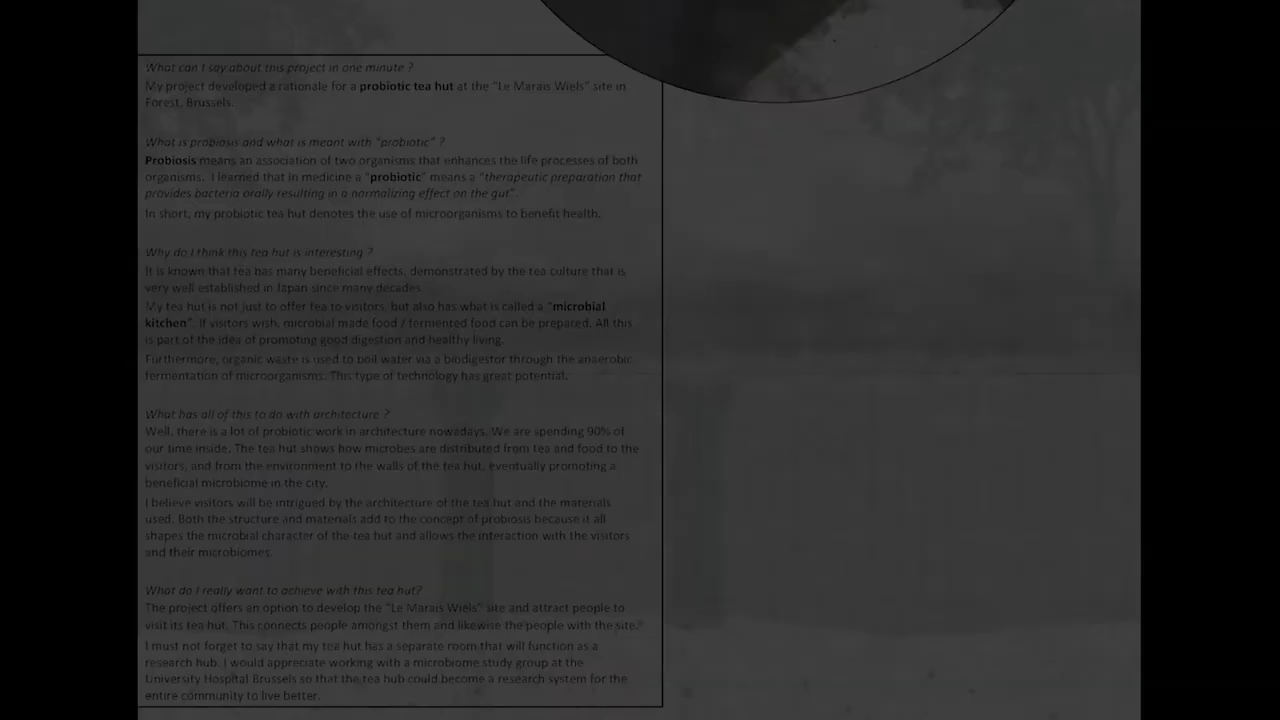 What can I say about this project in one minute ?
My project developed a rationale for a probiotic tea hut at the "Le Marais Wiels" site in
Forest, Brussels.
What is probiosis and what is meant with "probiotic" ?
Probiosis means an association of two organisms that enhances the life processes of both
organisms. I learned that in medicine a "probiotic" means a "therapeutic preparation that
provides bacteria orally resulting in a normalizing effect on the gut".
In short, my probiotic tea hut denotes the use of microorganisms to benefit health.
Why do I think this tea hut is interesting ?
It is known that tea has many beneficial effects, demonstrated by the tea culture that is
very well established in Japan since many decades.
My tea hut is not just to offer tea to visitors, but also has what is called a "microbial
kitchen". If visitors wish, microbial made food / fermented food can be prepared. All this
is part of the idea of promoting good digestion and healthy living.
Furthermore, organic waste is used to boil water via a biodigestor through the anaerobic
fermentation of microorganisms. This type of technology has great potential.
What has all of this to do with architecture ?
Well, there is a lot of probiotic work in architecture nowadays. We are spending 90% of
our time inside. The tea hut shows how microbes are distributed from tea and food to the
visitors, and from the environment to the walls of the tea hut, eventually promoting a
beneficial microbiome in the city.
I believe visitors will be intrigued by the architecture of the tea hut and the materials
used. Both the structure and materials add to the concept of probiosis because it all
shapes the microbial character of the tea hut and allows the interaction with the visitors
and their microbiomes.
What do I really want to achieve with this tea hut?
The project offers an option to develop the "Le Marais Wiels" site and attract people to
visit its tea hut. This connects people amongst them and likewise the people with the site.
I must not forget to say that my tea hut has a separate room that will function as a
research hub. I would appreciate working with a microbiome study group at the
University Hospital Brussels so that the tea hub could become a research system for the
entire community to live better.